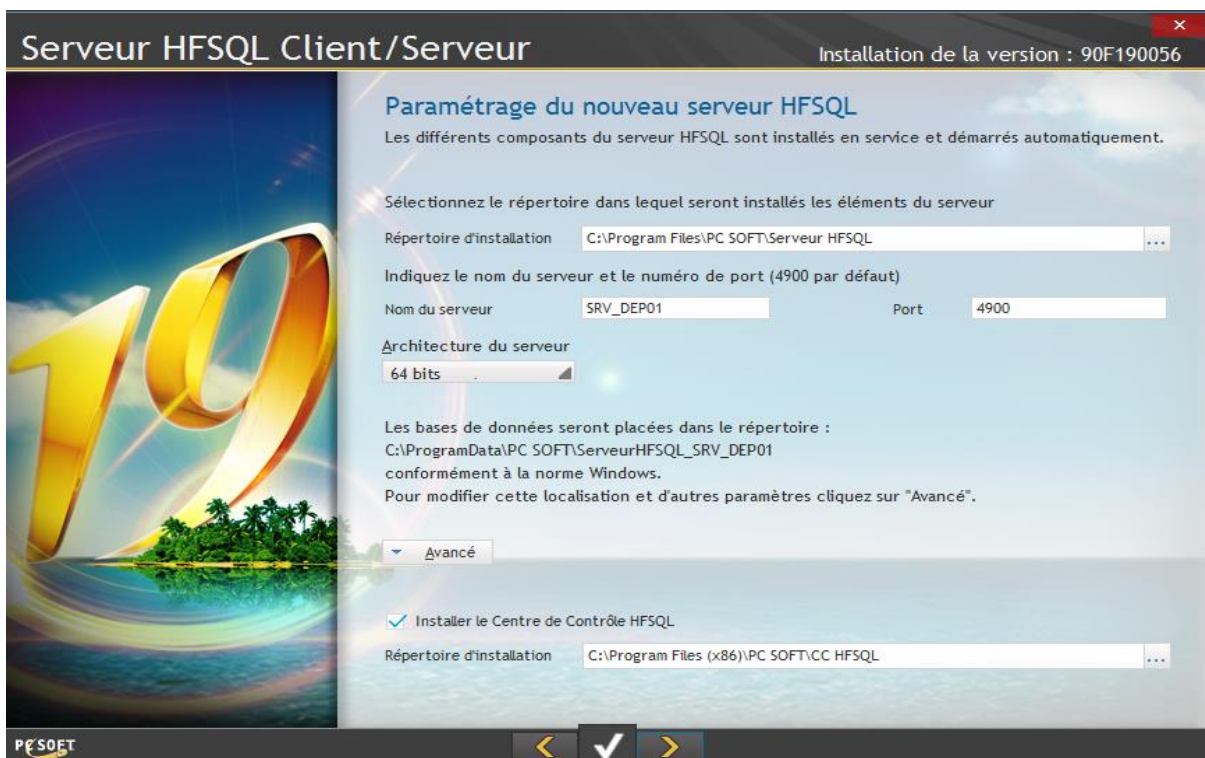 Serveur HFSQL Client/Serveur
Installation de la version : 90F190056
Paramétrage du nouveau serveur HFSQL
Les différents composants du serveur HFSQL sont installés en service et démarrés automatiquement.
Sélectionnez le répertoire dans lequel seront installés les éléments du serveur
Répertoire d'installation C:\Program Files\PC SOFT\Serveur HFSQL ...
Indiquez le nom du serveur et le numéro de port (4900 par défaut)
Nom du serveur SRV_DEP01 Port 4900
Architecture du serveur
64 bits
Les bases de données seront placées dans le répertoire :
C:\ProgramData\PC SOFT\ServeurHFSQL_SRV_DEP01
conformément à la norme Windows.
Pour modifier cette localisation et d'autres paramètres cliquez sur "Avancé".
Avancé
Installer le Centre de Contrôle HFSQL
Répertoire d'installation C:\Program Files (x86)\PC SOFT\CC HFSQL ...
19
PC SOFT